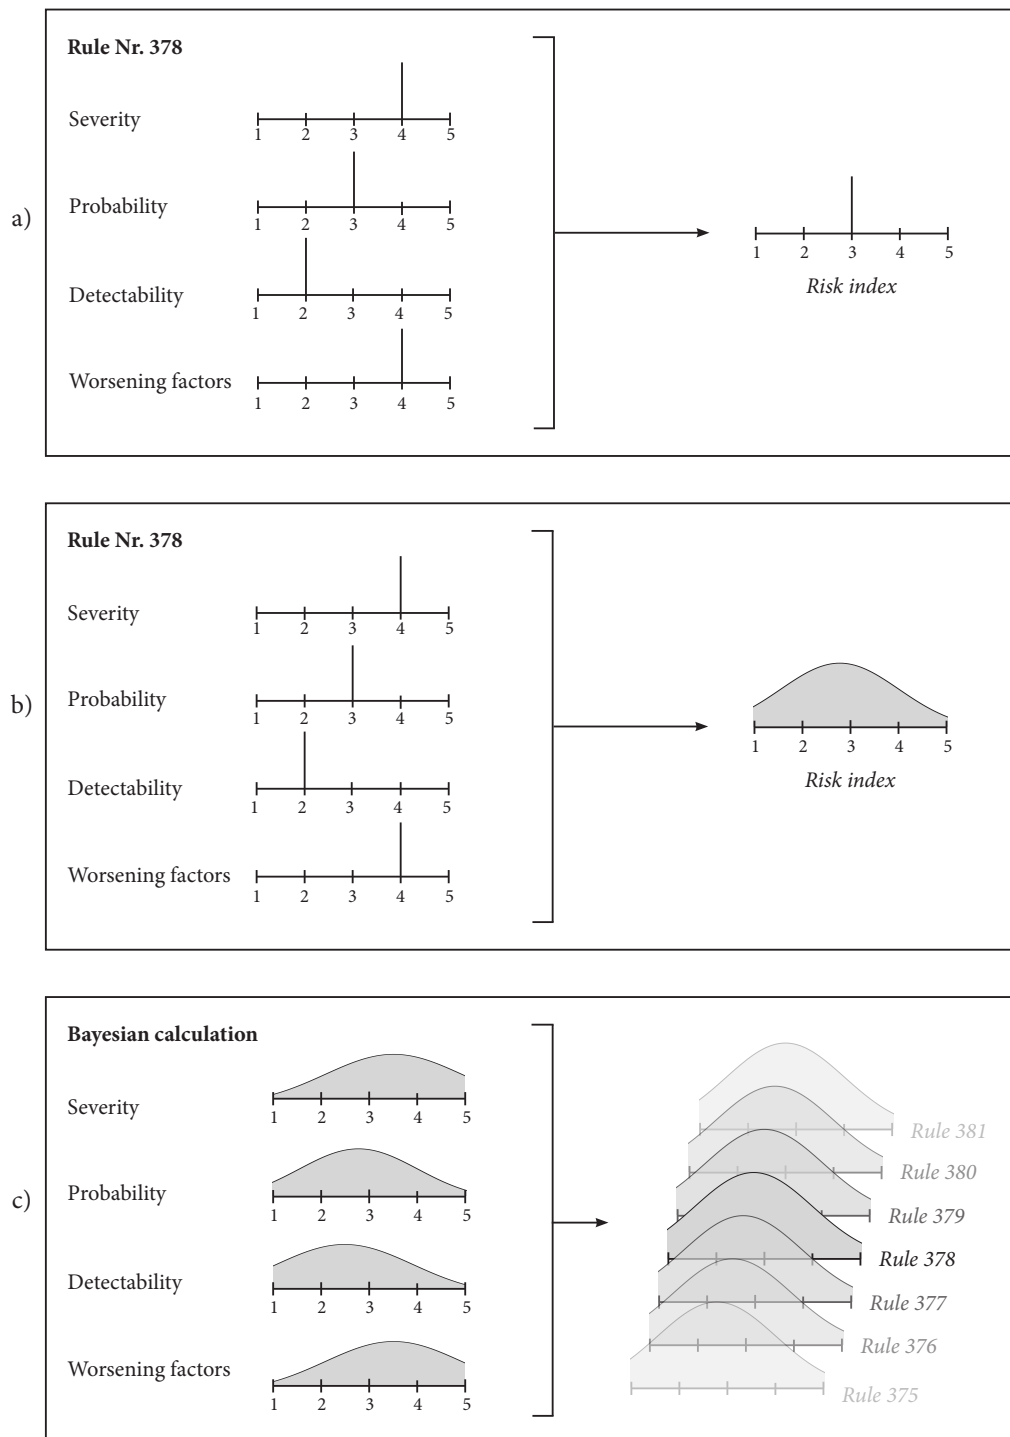 a)
Rule Nr. 378
Severity
1 2 3 4 5
Probability
1 2 3 4 5
Detectability
1 2 3 4 5
Worsening factors
1 2 3 4 5
1 2 3 4 5
Risk index
b)
Rule Nr. 378
Severity
1 2 3 4 5
Probability
1 2 3 4 5
Detectability
1 2 3 4 5
Worsening factors
1 2 3 4 5
1 2 3 4 5
Risk index
c)
Bayesian calculation
Severity
1 2 3 4 5
Probability
1 2 3 4 5
Detectability
1 2 3 4 5
Worsening factors
1 2 3 4 5
Rule 381
Rule 380
Rule 379
Rule 378
Rule 377
Rule 376
Rule 375